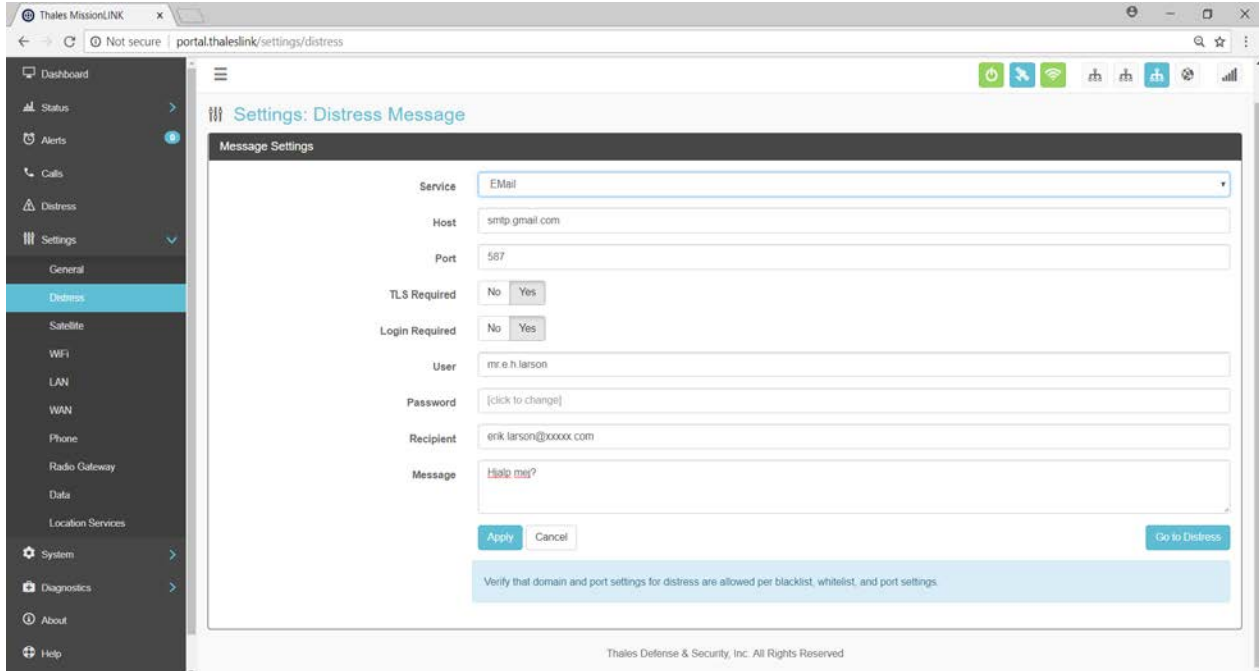 Thales MissionLINK
Not secure | portal.thaleslink/settings/distress
Dashboard
Status
Alerts 0
Calls
Distress
Settings
General
Distress
Satellite
WiFi
LAN
WAN
Phone
Radio Gateway
Data
Location Services
System
Diagnostics
About
Help
Settings: Distress Message
Message Settings
Service EMail
Host smtp.gmail.com
Port 587
TLS Required No Yes
Login Required No Yes
User mr.e.h.larson
Password [click to change]
Recipient erik.larson@xxxxx.com
Message Hjalp mej?
Apply Cancel Go to Distress
Verify that domain and port settings for distress are allowed per blacklist, whitelist, and port settings.
Thales Defense & Security, Inc. All Rights Reserved